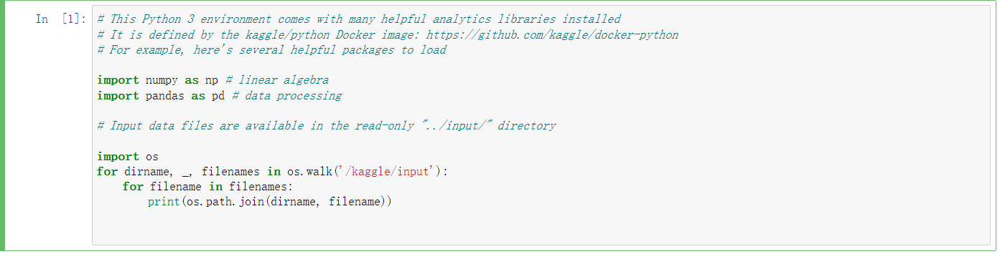 In [1]:
# This Python 3 environment comes with many helpful analytics libraries installed
# It is defined by the kaggle/python Docker image: https://github.com/kaggle/docker-python
# For example, here's several helpful packages to load
import numpy as np # linear algebra
import pandas as pd # data processing
# Input data files are available in the read-only "../input/" directory
import os
for dirname, _, filenames in os.walk('/kaggle/input'):
    for filename in filenames:
        print(os.path.join(dirname, filename))